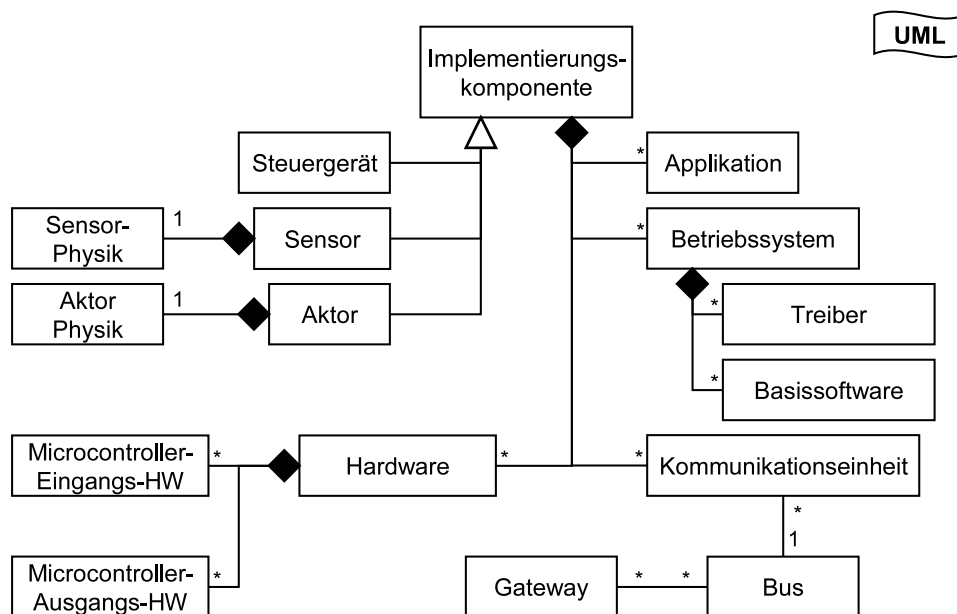 UML
Implementierungs-
komponente
Steuergerät
* Applikation
Sensor-
Physik
1
Sensor
* Betriebssystem
Aktor
Physik
1
Aktor
* Treiber
* Basissoftware
Microcontroller-
Eingangs-HW
*
Hardware
*
* Kommunikationseinheit
*
1
Microcontroller-
Ausgangs-HW
*
Gateway
* *
Bus